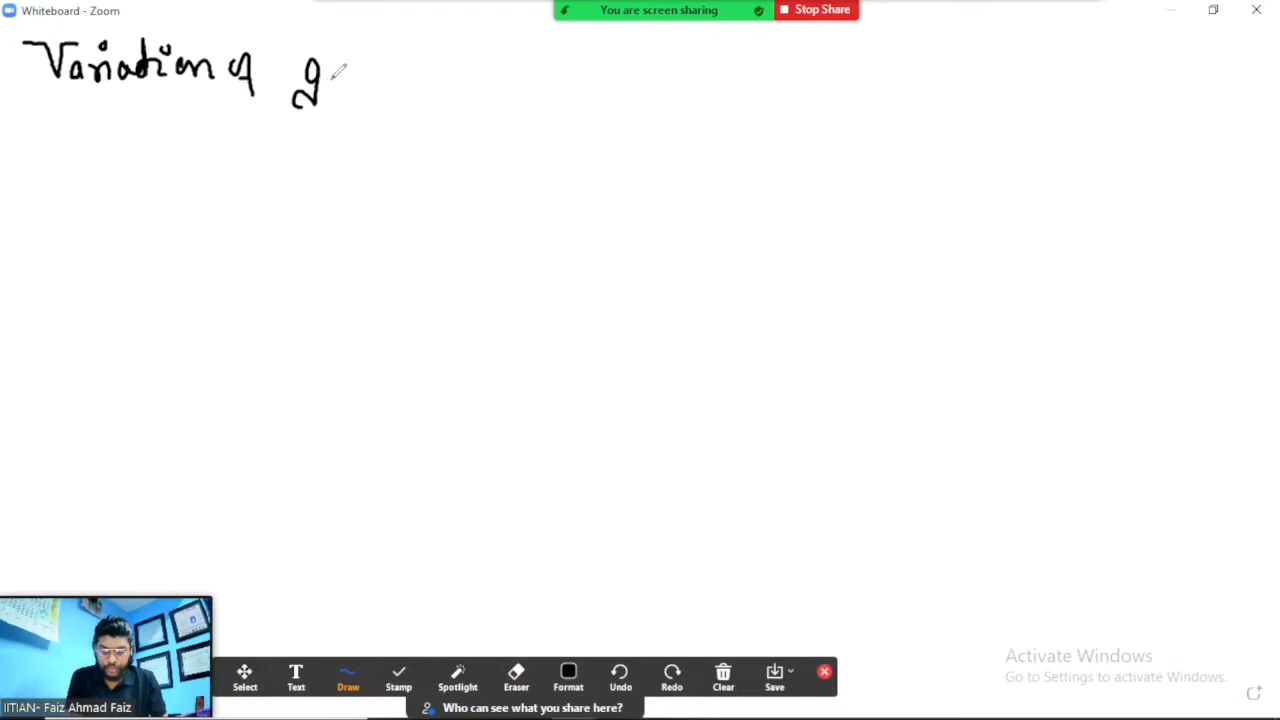 Whiteboard - Zoom
You are screen sharing
Stop Share
Variation of g
Activate Windows
Go to Settings to activate Windows.
Select Text Draw Stamp Spotlight Eraser Format Undo Redo Clear Save
IITIAN- Faiz Ahmad Faiz
Who can see what you share here?